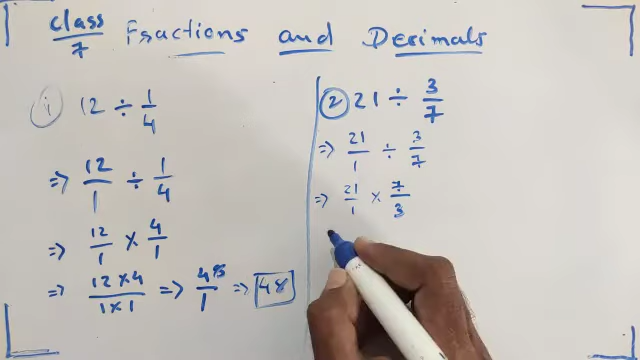 class 7 Fractions and Desimals
1) 12 ÷ 1/4
=> 12/1 ÷ 1/4
=> 12/1 × 4/1
=> 12×4/1×1 => 48/1 => 48
2 21 ÷ 3/7
=> 21/1 ÷ 3/7
=> 21/1 × 7/3